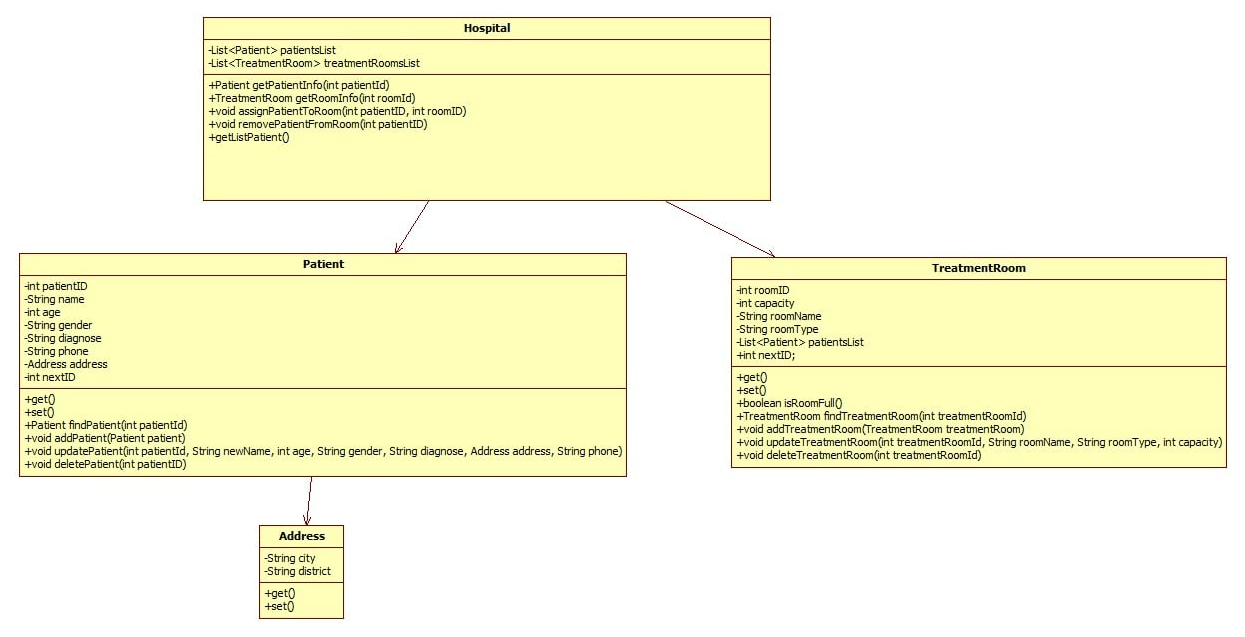 Hospital
-List<Patient> patientsList
-List<TreatmentRoom> treatmentRoomsList
+Patient getPatientInfo(int patientId)
+TreatmentRoom getRoomInfo(int roomId)
+void assignPatientToRoom(int patientID, int roomID)
+void removePatientFromRoom(int patientID)
+getListPatient()
Patient
-int patientID
-String name
-int age
-String gender
-String diagnose
-String phone
-Address address
-int nextID
+get()
+set()
+Patient findPatient(int patientId)
+void addPatient(Patient patient)
+void updatePatient(int patientId, String newName, int age, String gender, String diagnose, Address address, String phone)
+void deletePatient(int patientID)
TreatmentRoom
-int roomID
-int capacity
-String roomName
-String roomType
-List<Patient> patientsList
+int nextID;
+get()
+set()
+boolean isRoomFull()
+TreatmentRoom findTreatmentRoom(int treatmentRoomId)
+void addTreatmentRoom(TreatmentRoom treatmentRoom)
+void updateTreatmentRoom(int treatmentRoomId, String roomName, String roomType, int capacity)
+void deleteTreatmentRoom(int treatmentRoomId)
Address
-String city
-String district
+get()
+set()